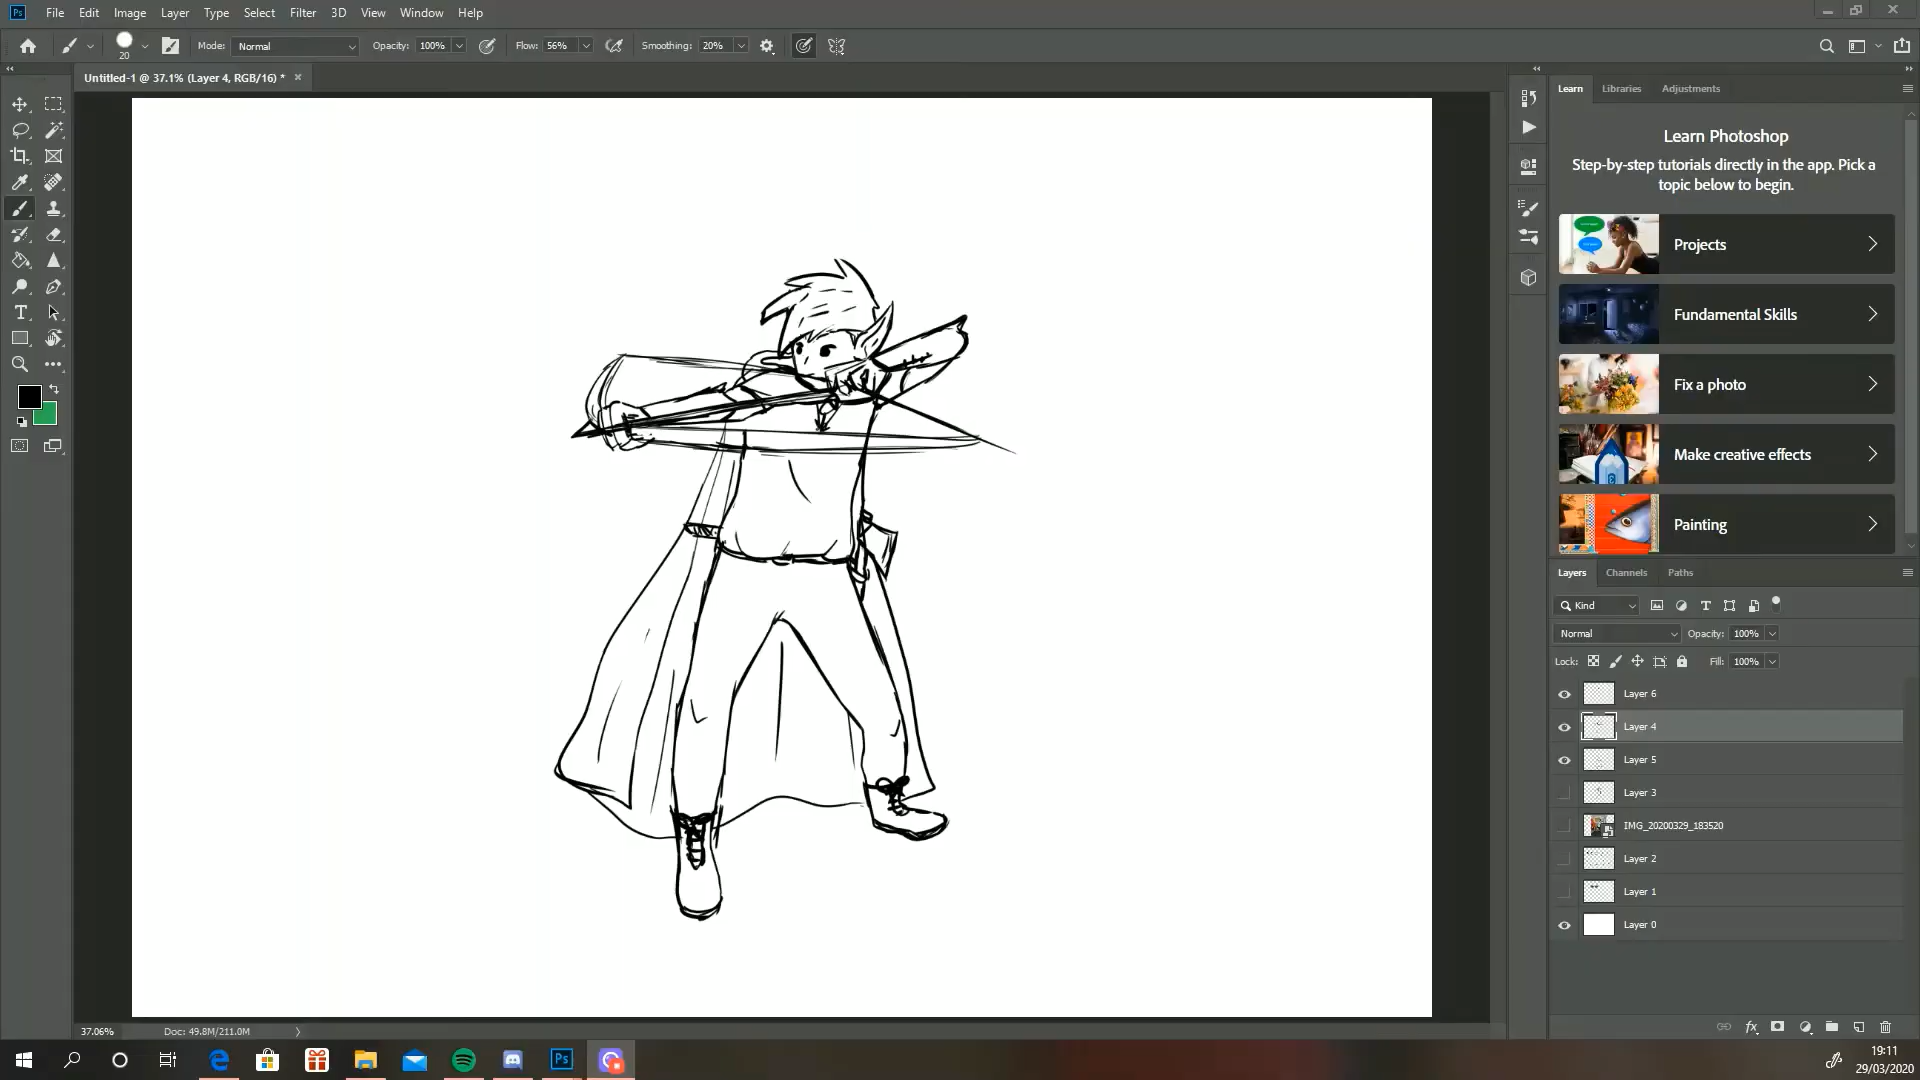 Ps File Edit Image Layer Type Select Filter 3D View Window Help
20 Mode: Normal Opacity: 100% Flow: 56% Smoothing: 20%
Untitled-1 @ 37.1% (Layer 4, RGB/16) *
Learn Libraries Adjustments
Learn Photoshop
Step-by-step tutorials directly in the app. Pick a
topic below to begin.
Projects
Fundamental Skills
Fix a photo
Make creative effects
Painting
Layers Channels Paths
Kind
Normal Opacity: 100%
Lock: Fill: 100%
Layer 6
Layer 4
Layer 5
Layer 3
IMG_20200329_183520
Layer 2
Layer 1
Layer 0
37.06% Doc: 49.8M/211.0M
fx
Ps
19:11
29/03/2020